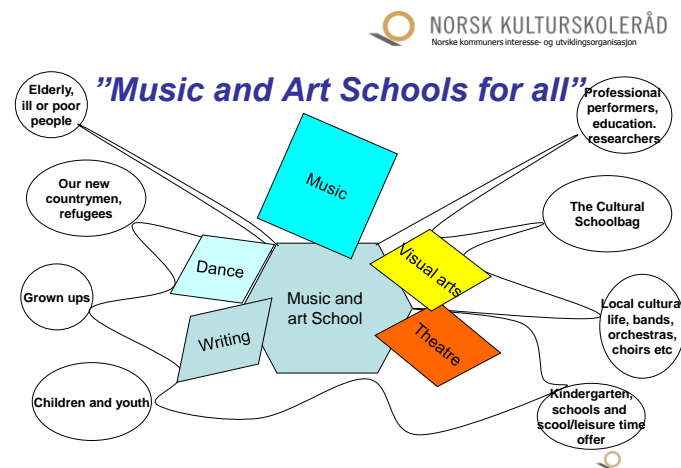 NORSK KULTURSKOLERÅD
Norske kommuners interesse- og utviklingsorganisasjon
"Music and Art Schools for all"
Elderly,
ill or poor
people
Professional
performers,
education.
researchers
Music
Our new
countrymen,
refugees
The Cultural
Schoolbag
Dance
Visual arts
Grown ups
Music and
art School
Local cultural
life, bands,
orchestras,
choirs etc
Writing
Theatre
Children and youth
Kindergarten,
schools and
scool/leisure time
offer